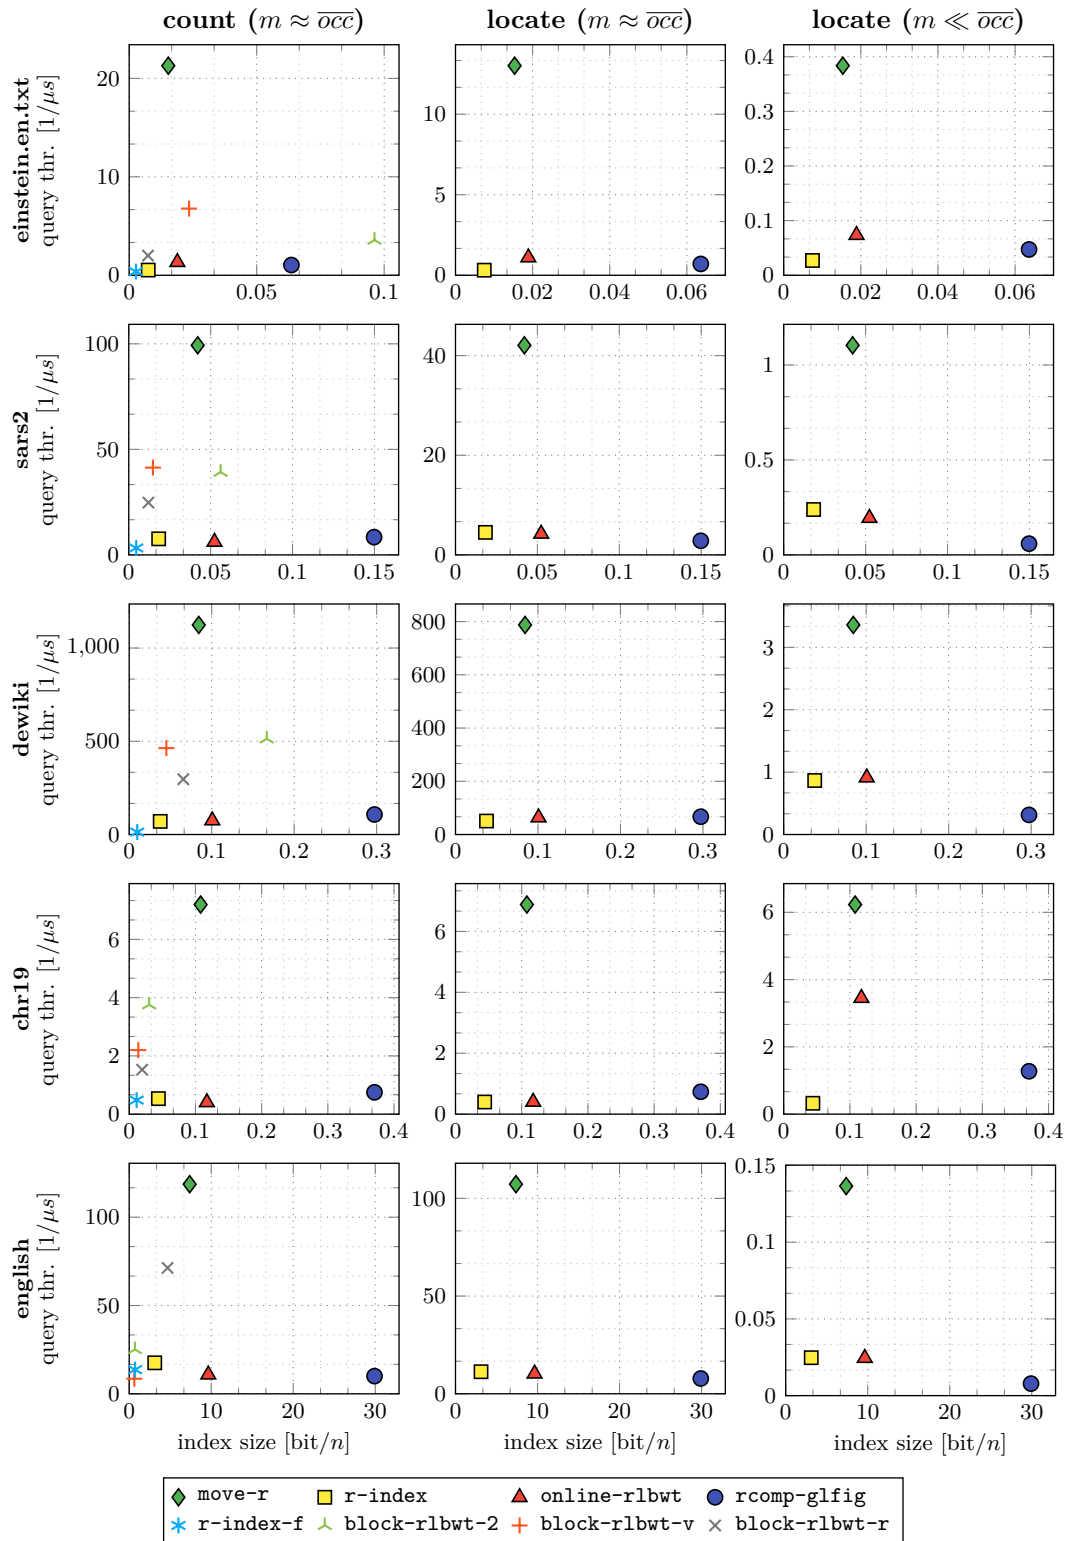 count (m ≈ \overline{occ}) locate (m ≈ \overline{occ}) locate (m ≪ \overline{occ})
einstein.en.txt
query thr. [1/μs]
20
10
0
0 0.05 0.1
10
5
0
0 0.02 0.04 0.06
0.4
0.3
0.2
0.1
0
0 0.02 0.04 0.06
sars2
query thr. [1/μs]
100
50
0
0 0.05 0.1 0.15
40
20
0
0 0.05 0.1 0.15
1
0.5
0
0 0.05 0.1 0.15
dewiki
query thr. [1/μs]
1,000
500
0
0 0.1 0.2 0.3
800
600
400
200
0
0 0.1 0.2 0.3
3
2
1
0
0 0.1 0.2 0.3
chr19
query thr. [1/μs]
6
4
2
0
0 0.1 0.2 0.3 0.4
6
4
2
0
0 0.1 0.2 0.3 0.4
6
4
2
0
0 0.1 0.2 0.3 0.4
english
query thr. [1/μs]
100
50
0
0 10 20 30
index size [bit/n]
100
50
0
0 10 20 30
index size [bit/n]
0.15
0.1
0.05
0
0 10 20 30
index size [bit/n]
move-r r-index online-rlbwt rcomp-glfig
r-index-f block-rlbwt-2 block-rlbwt-v block-rlbwt-r